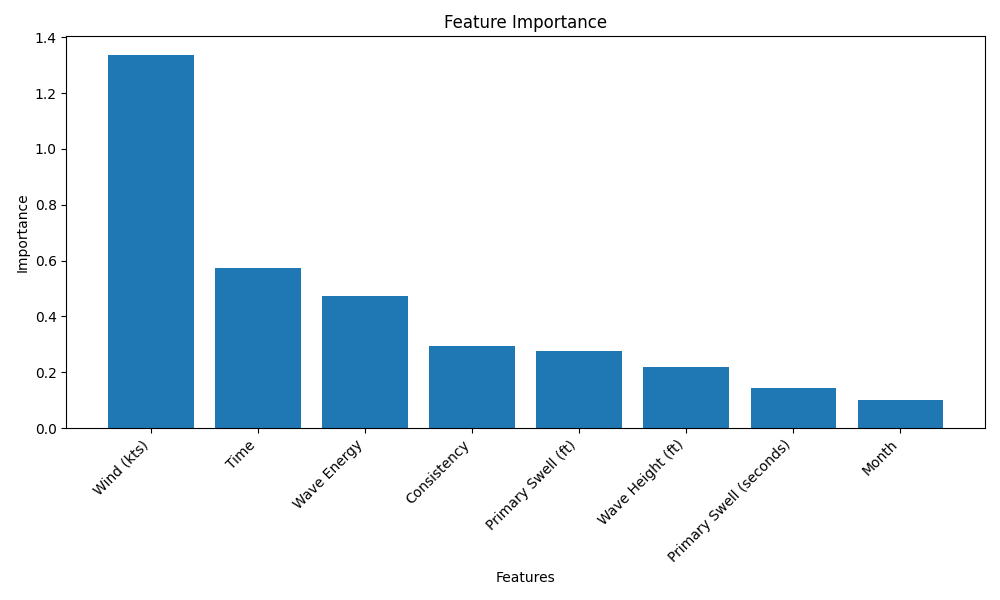 Feature Importance
Importance
1.4
1.2
1.0
0.8
0.6
0.4
0.2
0.0
Wind (kts)
Time
Wave Energy
Consistency
Primary Swell (ft)
Wave Height (ft)
Primary Swell (seconds)
Month
Features